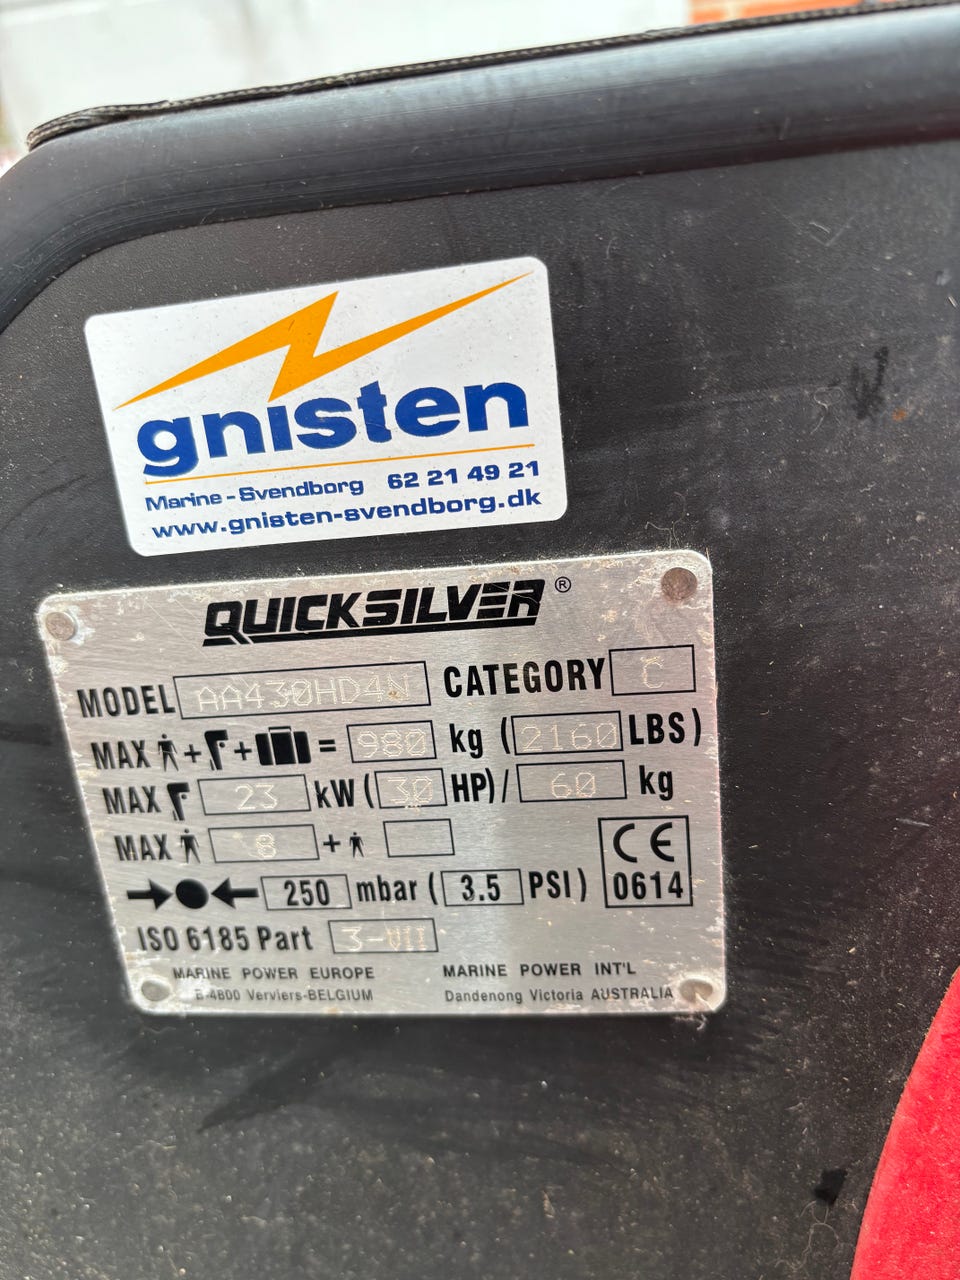 gnisten
Marine - Svendborg 62 21 49 21
www.gnisten-svendborg.dk
QUICKSILVER®
MODEL AA430HD4N CATEGORY C
MAX + + = 980 kg (2160 LBS)
MAX 23 kW (30 HP) / 60 kg
MAX 8 +
CE
0614
250 mbar (3.5 PSI)
ISO 6185 Part 3-VII
MARINE POWER EUROPE MARINE POWER INT'L
B-4800 Verviers-BELGIUM Dandenong Victoria AUSTRALIA